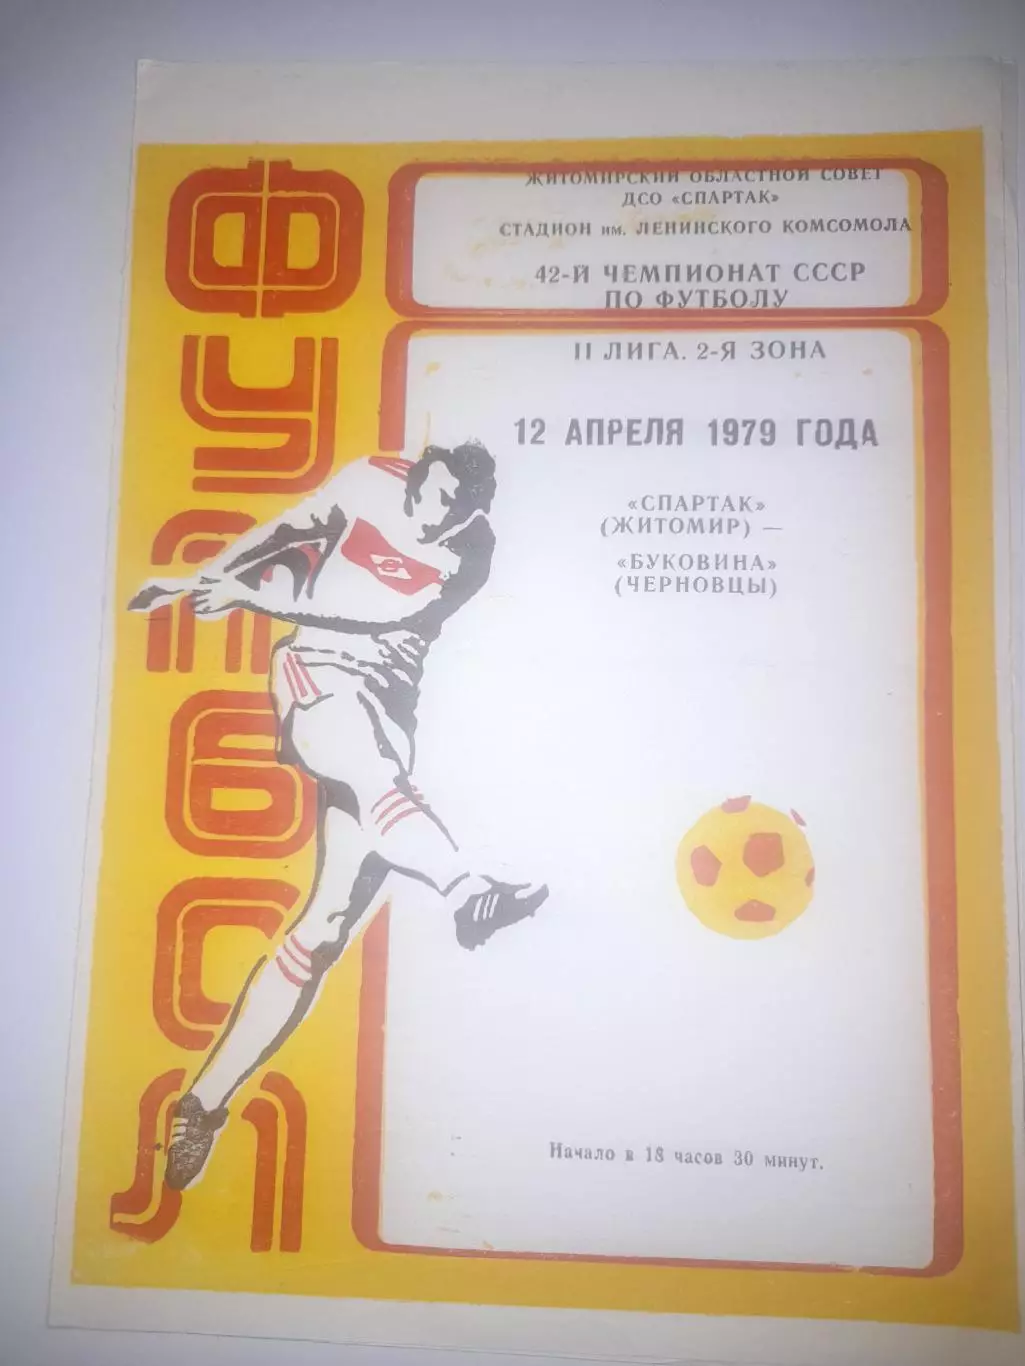 ФУТБОЛ
ЖИТОМИРСКИЙ ОБЛАСТНОЙ СОВЕТ
ДСО «СПАРТАК»
СТАДИОН им. ЛЕНИНСКОГО КОМСОМОЛА
42-Й ЧЕМПИОНАТ СССР
ПО ФУТБОЛУ
II ЛИГА. 2-Я ЗОНА
12 АПРЕЛЯ 1979 ГОДА
«СПАРТАК»
(ЖИТОМИР) —
«БУКОВИНА»
(ЧЕРНОВЦЫ)
Начало в 18 часов 30 минут.